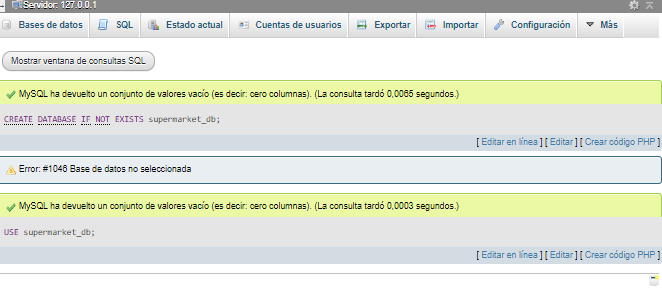 Servidor: 127.0.0.1
Bases de datos SQL Estado actual Cuentas de usuarios Exportar Importar Configuración Más
Mostrar ventana de consultas SQL
MySQL ha devuelto un conjunto de valores vacío (es decir: cero columnas). (La consulta tardó 0,0065 segundos.)
CREATE DATABASE IF NOT EXISTS supermarket_db;
[ Editar en línea ] [ Editar ] [ Crear código PHP ]
Error: #1046 Base de datos no seleccionada
MySQL ha devuelto un conjunto de valores vacío (es decir: cero columnas). (La consulta tardó 0,0003 segundos.)
USE supermarket_db;
[ Editar en línea ] [ Editar ] [ Crear código PHP ]